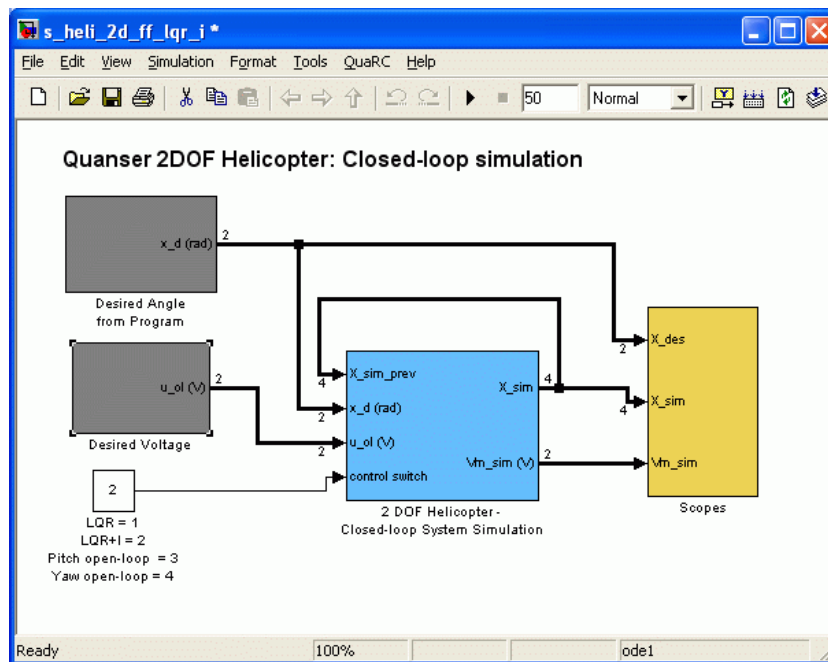 s_heli_2d_ff_lqr_i *
File Edit View Simulation Format Tools QuaRC Help
50 Normal
Quanser 2DOF Helicopter: Closed-loop simulation
x_d (rad) 2
Desired Angle
from Program
u_ol (V) 2
Desired Voltage
2
LQR = 1
LQR+I = 2
Pitch open-loop = 3
Yaw open-loop = 4
4 X_sim_prev
2 x_d (rad)
2 u_ol (V)
control switch
X_sim 4
Vm_sim (V) 2
2 DOF Helicopter -
Closed-loop System Simulation
2 X_des
4 X_sim
Vm_sim
Scopes
Ready 100% ode1